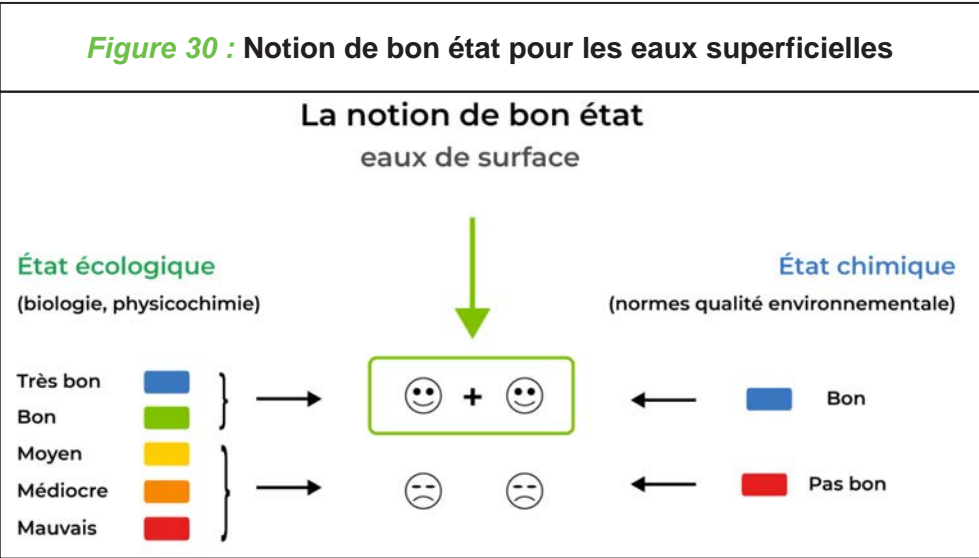 Figure 30 : Notion de bon état pour les eaux superficielles
La notion de bon état
eaux de surface
État écologique
(biologie, physicochimie)
État chimique
(normes qualité environnementale)
Très bon
Bon
Moyen
Médiocre
Mauvais
+
Bon
Pas bon